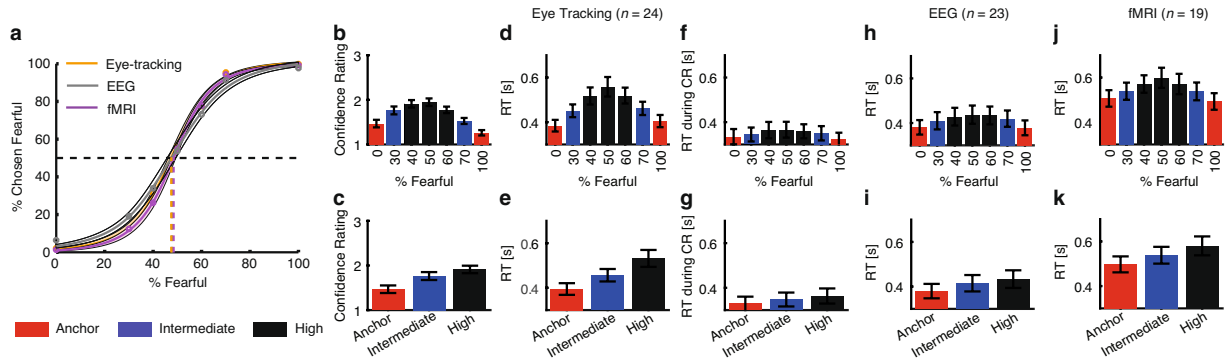 Eye Tracking (n = 24)
EEG (n = 23)
fMRI (n = 19)
a
% Chosen Fearful
100
80
60
40
20
0
0 20 40 60 80 100
% Fearful
Eye-tracking
EEG
fMRI
b
Confidence Rating
3
2
1
0 30 40 50 60 70 100
% Fearful
d
RT [s]
0.6
0.4
0 30 40 50 60 70 100
% Fearful
f
RT during CR [s]
0.6
0.4
0 30 40 50 60 70 100
% Fearful
h
RT [s]
0.6
0.4
0 30 40 50 60 70 100
% Fearful
j
RT [s]
0.6
0.4
0 30 40 50 60 70 100
% Fearful
c
Confidence Rating
3
2
1
Anchor Intermediate High
e
RT [s]
0.6
0.4
Anchor Intermediate High
g
RT during CR [s]
0.6
0.4
Anchor Intermediate High
i
RT [s]
0.6
0.4
Anchor Intermediate High
k
RT [s]
0.6
0.4
Anchor Intermediate High
Anchor Intermediate High